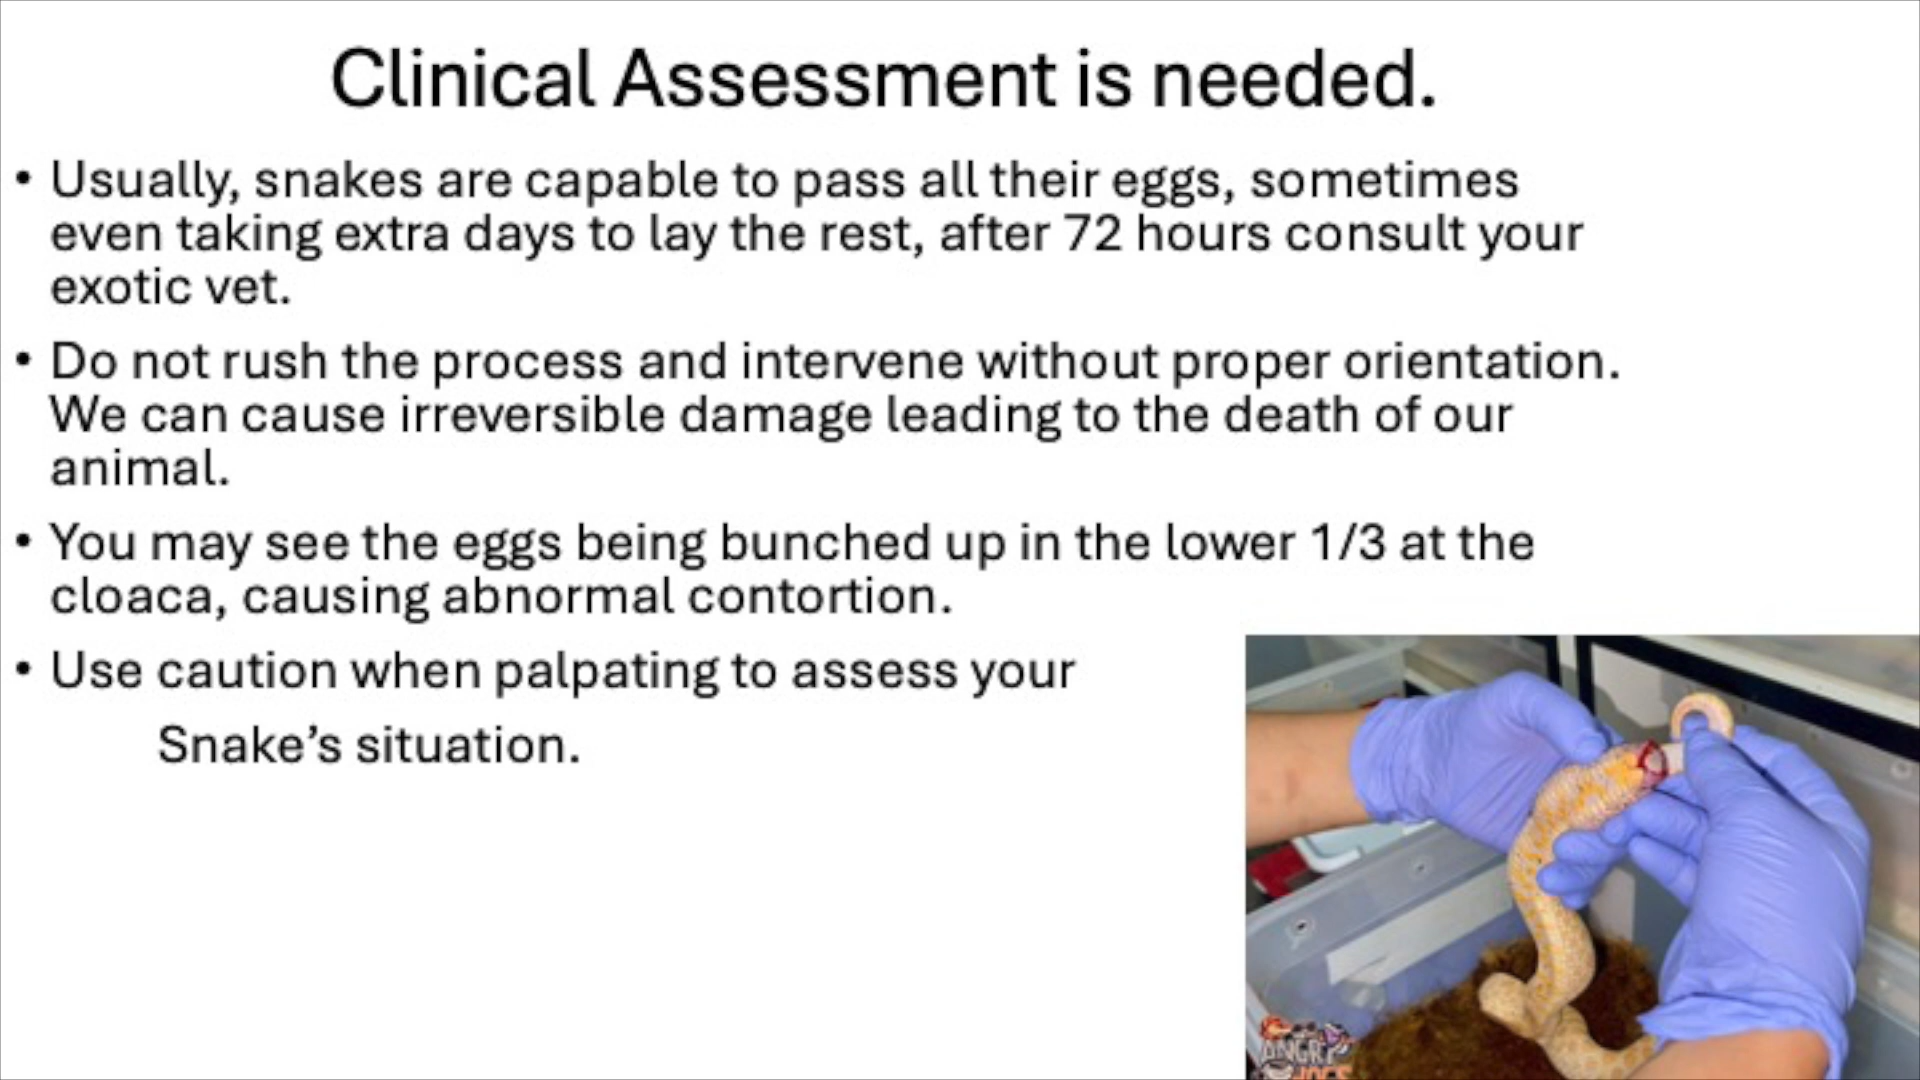 Clinical Assessment is needed.
• Usually, snakes are capable to pass all their eggs, sometimes
even taking extra days to lay the rest, after 72 hours consult your
exotic vet.
• Do not rush the process and intervene without proper orientation.
We can cause irreversible damage leading to the death of our
animal.
• You may see the eggs being bunched up in the lower 1/3 at the
cloaca, causing abnormal contortion.
• Use caution when palpating to assess your
Snake’s situation.
ANGRY
JOES